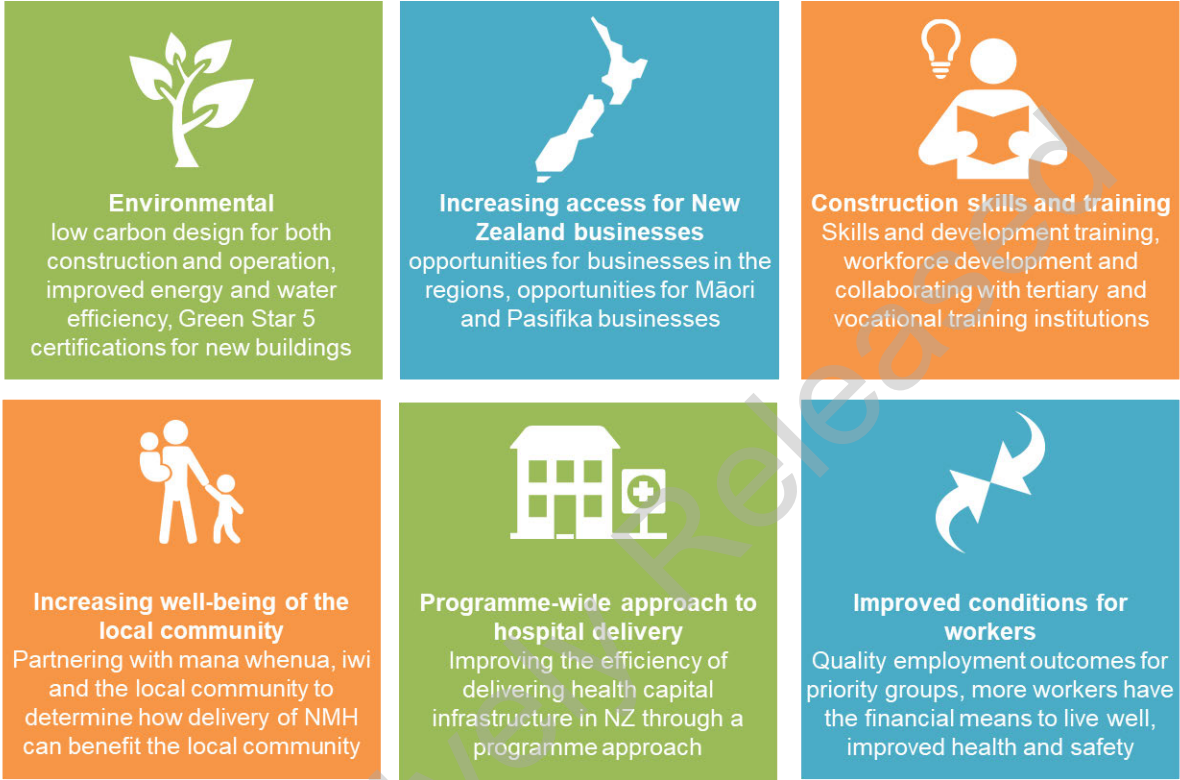 Environmental
low carbon design for both
construction and operation,
improved energy and water
efficiency, Green Star 5
certifications for new buildings
Increasing access for New
Zealand businesses
opportunities for businesses in the
regions, opportunities for Māori
and Pasifika businesses
Construction skills and training
Skills and development training,
workforce development and
collaborating with tertiary and
vocational training institutions
Increasing well-being of the
local community
Partnering with mana whenua, iwi
and the local community to
determine how delivery of NMH
can benefit the local community
Programme-wide approach to
hospital delivery
Improving the efficiency of
delivering health capital
infrastructure in NZ through a
programme approach
Improved conditions for
workers
Quality employment outcomes for
priority groups, more workers have
the financial means to live well,
improved health and safety
Released